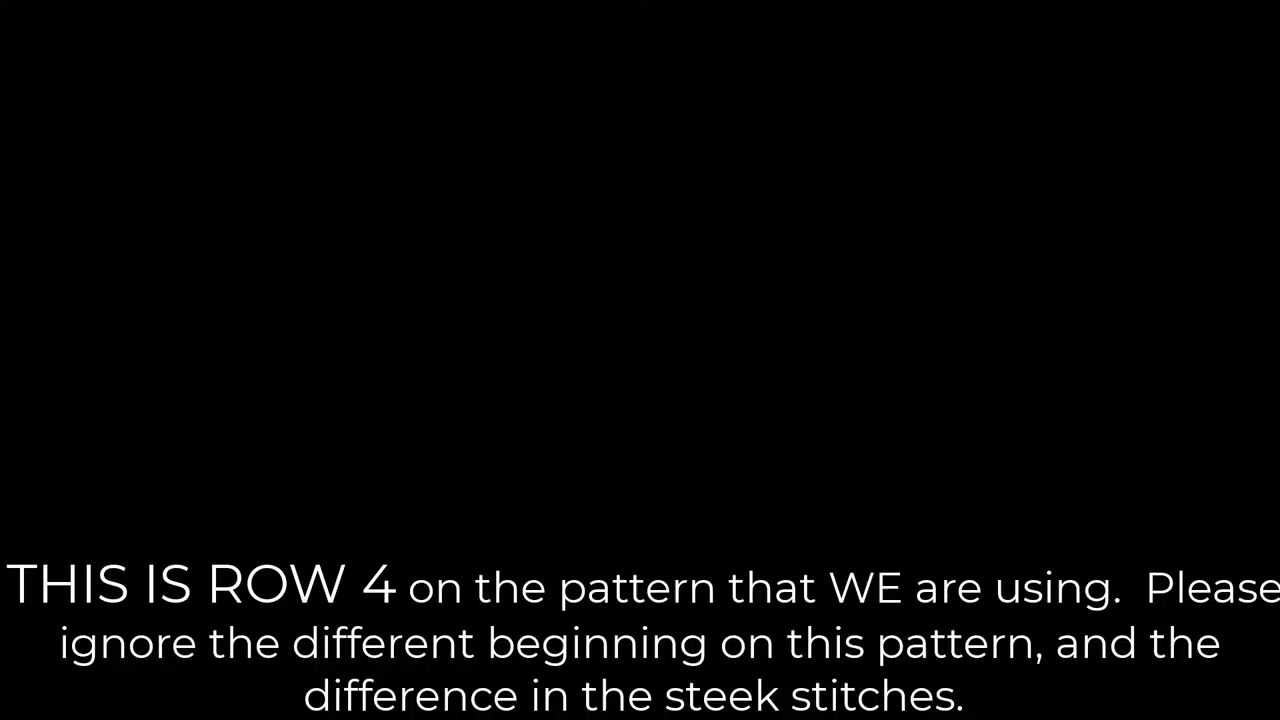 THIS IS ROW 4 on the pattern that WE are using.  Please
ignore the different beginning on this pattern, and the
difference in the steek stitches.